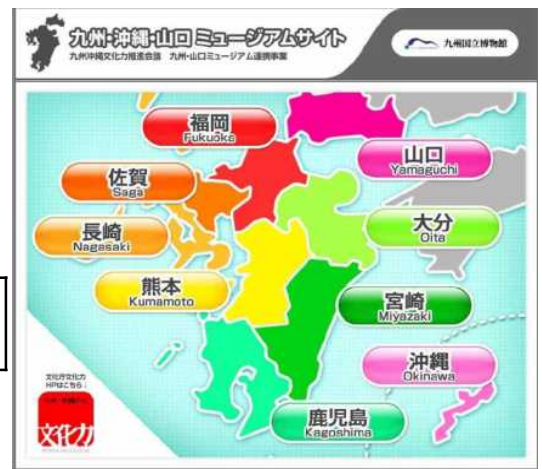 九州・沖縄・山口 ミュージアムサイト
九州沖縄文化力推進会議 九州・山口ミュージアム連携事業
九州国立博物館
福岡
Fukuoka
山口
Yamaguchi
佐賀
Saga
大分
Oita
長崎
Nagasaki
熊本
Kumamoto
宮崎
Miyazaki
沖縄
Okinawa
鹿児島
Kagoshima
文化庁文化力
HPはこちら↓
文化力